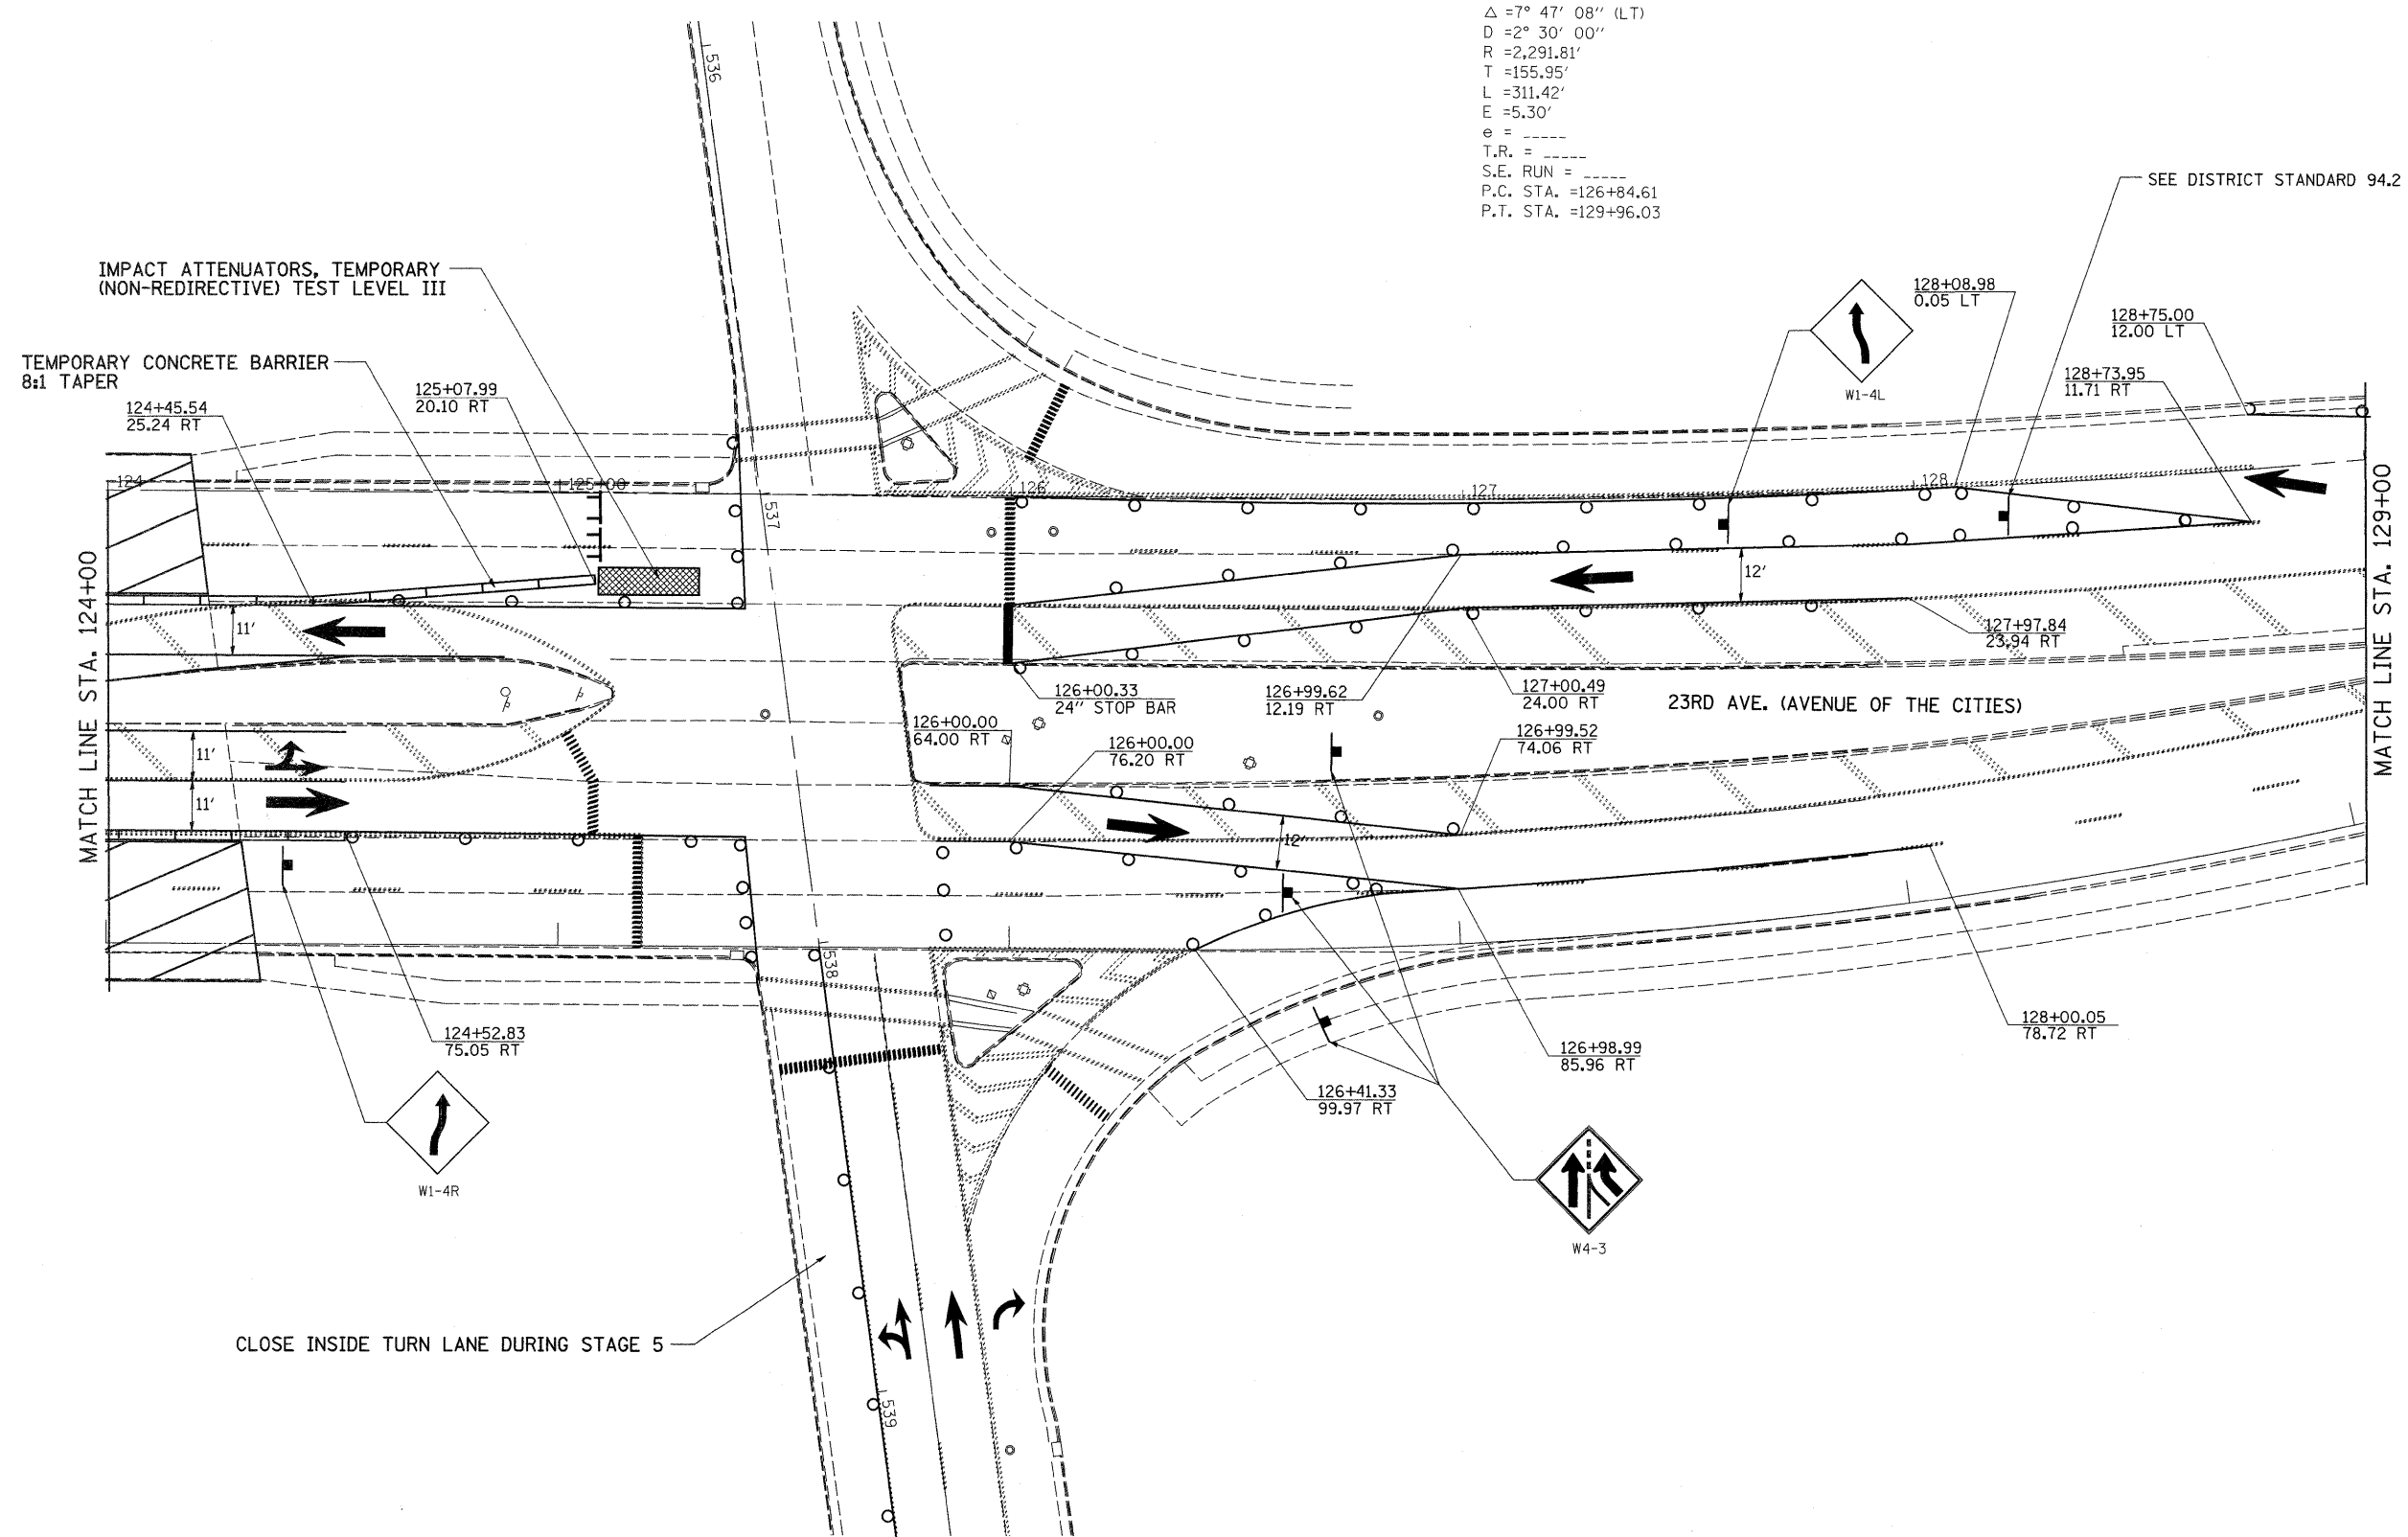 △ =7° 47' 08'' (LT)
D =2° 30' 00''
R =2,291.81'
T =155.95'
L =311.42'
E =5.30'
e = _____
T.R. = _____
S.E. RUN = _____
P.C. STA. =126+84.61
P.T. STA. =129+96.03
536
SEE DISTRICT STANDARD 94.2
IMPACT ATTENUATORS, TEMPORARY
(NON-REDIRECTIVE) TEST LEVEL III
128+08.98
0.05 LT
128+75.00
12.00 LT
TEMPORARY CONCRETE BARRIER
8:1 TAPER
125+07.99
20.10 RT
128+73.95
11.71 RT
W1-4L
124+45.54
25.24 RT
124
125+00
126
127
128
537
MATCH LINE STA. 124+00
MATCH LINE STA. 129+00
12'
11'
127+97.84
23.94 RT
126+00.33
24'' STOP BAR
126+99.62
12.19 RT
127+00.49
24.00 RT
23RD AVE. (AVENUE OF THE CITIES)
126+00.00
64.00 RT
126+00.00
76.20 RT
126+99.52
74.06 RT
11'
11'
12'
538
124+52.83
75.05 RT
128+00.05
78.72 RT
126+98.99
85.96 RT
126+41.33
99.97 RT
W1-4R
W4-3
CLOSE INSIDE TURN LANE DURING STAGE 5
539